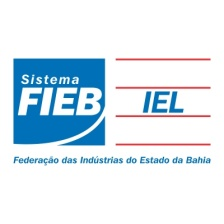 Sistema
FIEB
IEL
Federação das Indústrias do Estado da Bahia